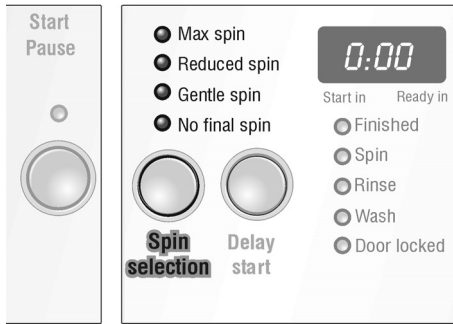 Start
Pause
Max spin
Reduced spin
Gentle spin
No final spin
Spin
selection
Delay
start
0:00
Start in Ready in
Finished
Spin
Rinse
Wash
Door locked